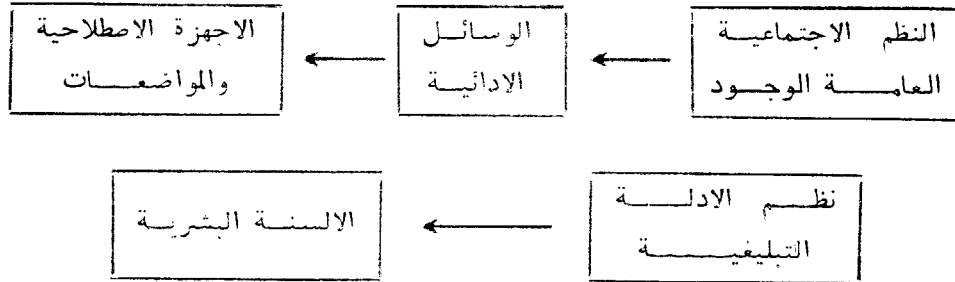 النظم الاجتماعية
العامة الوجود
الوسائل
الادائية
الاجهزة الاصطلاحية
والمواضعات
نظم الادلة
التبليغية
الالسنة البشرية